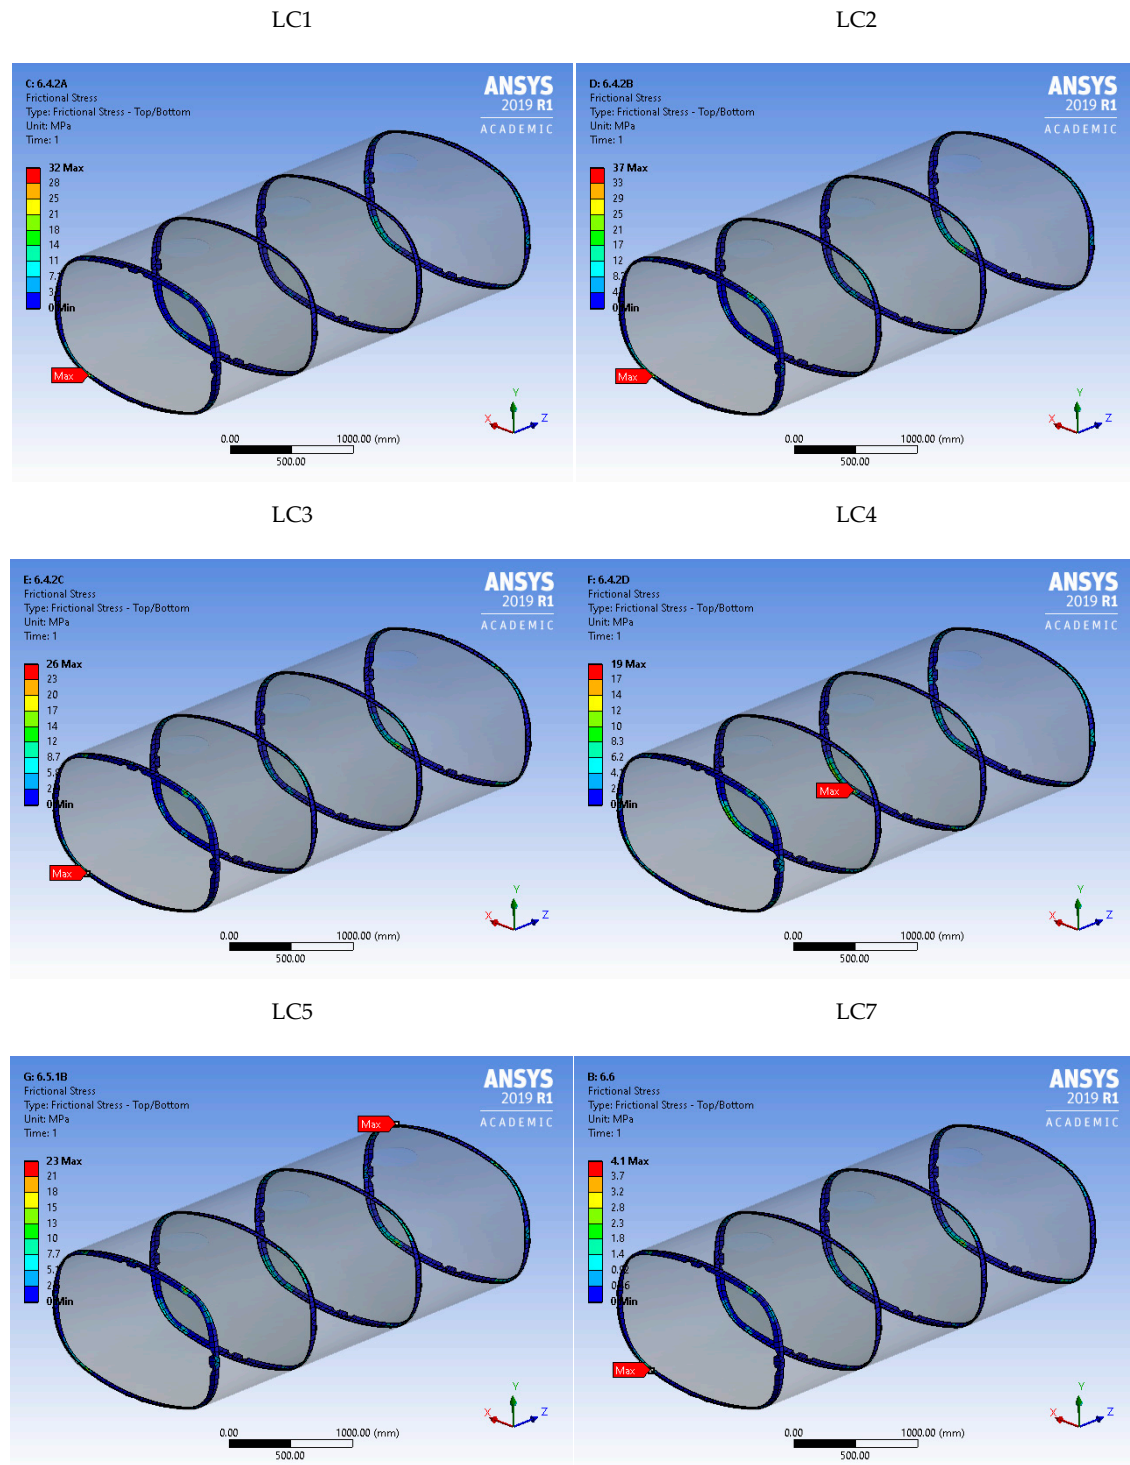 LC1
LC2
C: 6.4.2A
Frictional Stress
Type: Frictional Stress - Top/Bottom
Unit: MPa
Time: 1
ANSYS
2019 R1
ACADEMIC
32 Max
28
25
21
18
14
11
0 Min
Max
0.00
1000.00 (mm)
500.00
X
Y
Z
D: 6.4.2B
Frictional Stress
Type: Frictional Stress - Top/Bottom
Unit: MPa
Time: 1
ANSYS
2019 R1
ACADEMIC
37 Max
33
29
25
21
17
12
0 Min
Max
0.00
1000.00 (mm)
500.00
X
Y
Z
LC3
LC4
E: 6.4.2C
Frictional Stress
Type: Frictional Stress - Top/Bottom
Unit: MPa
Time: 1
ANSYS
2019 R1
ACADEMIC
26 Max
23
20
17
14
12
8.7
0 Min
Max
0.00
1000.00 (mm)
500.00
X
Y
Z
F: 6.4.2D
Frictional Stress
Type: Frictional Stress - Top/Bottom
Unit: MPa
Time: 1
ANSYS
2019 R1
ACADEMIC
19 Max
17
14
12
10
8.3
6.2
0 Min
Max
0.00
1000.00 (mm)
500.00
X
Y
Z
LC5
LC7
G: 6.5.1B
Frictional Stress
Type: Frictional Stress - Top/Bottom
Unit: MPa
Time: 1
ANSYS
2019 R1
ACADEMIC
23 Max
21
18
15
13
10
7.7
0 Min
Max
0.00
1000.00 (mm)
500.00
X
Y
Z
B: 6.6
Frictional Stress
Type: Frictional Stress - Top/Bottom
Unit: MPa
Time: 1
ANSYS
2019 R1
ACADEMIC
4.1 Max
3.7
3.2
2.8
2.3
1.8
1.4
0.92
0.46
0 Min
Max
0.00
1000.00 (mm)
500.00
X
Y
Z